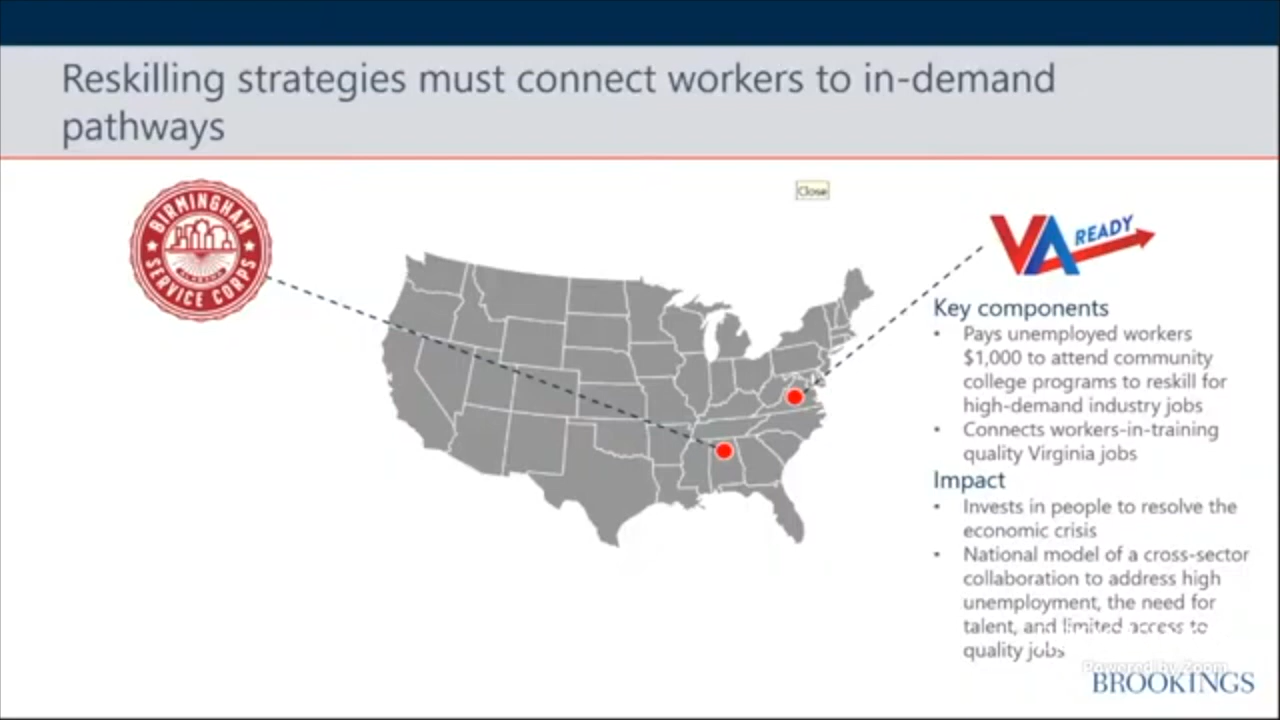 Reskilling strategies must connect workers to in-demand
pathways
BIRMINGHAM
ALABAMA
SERVICE CORPS
Close
VA READY
Key components
• Pays unemployed workers
$1,000 to attend community
college programs to reskill for
high-demand industry jobs
• Connects workers-in-training
quality Virginia jobs
Impact
• Invests in people to resolve the
economic crisis
• National model of a cross-sector
collaboration to address high
unemployment, the need for
talent, and limited access to
quality jobs
Powered by Zoom
BROOKINGS